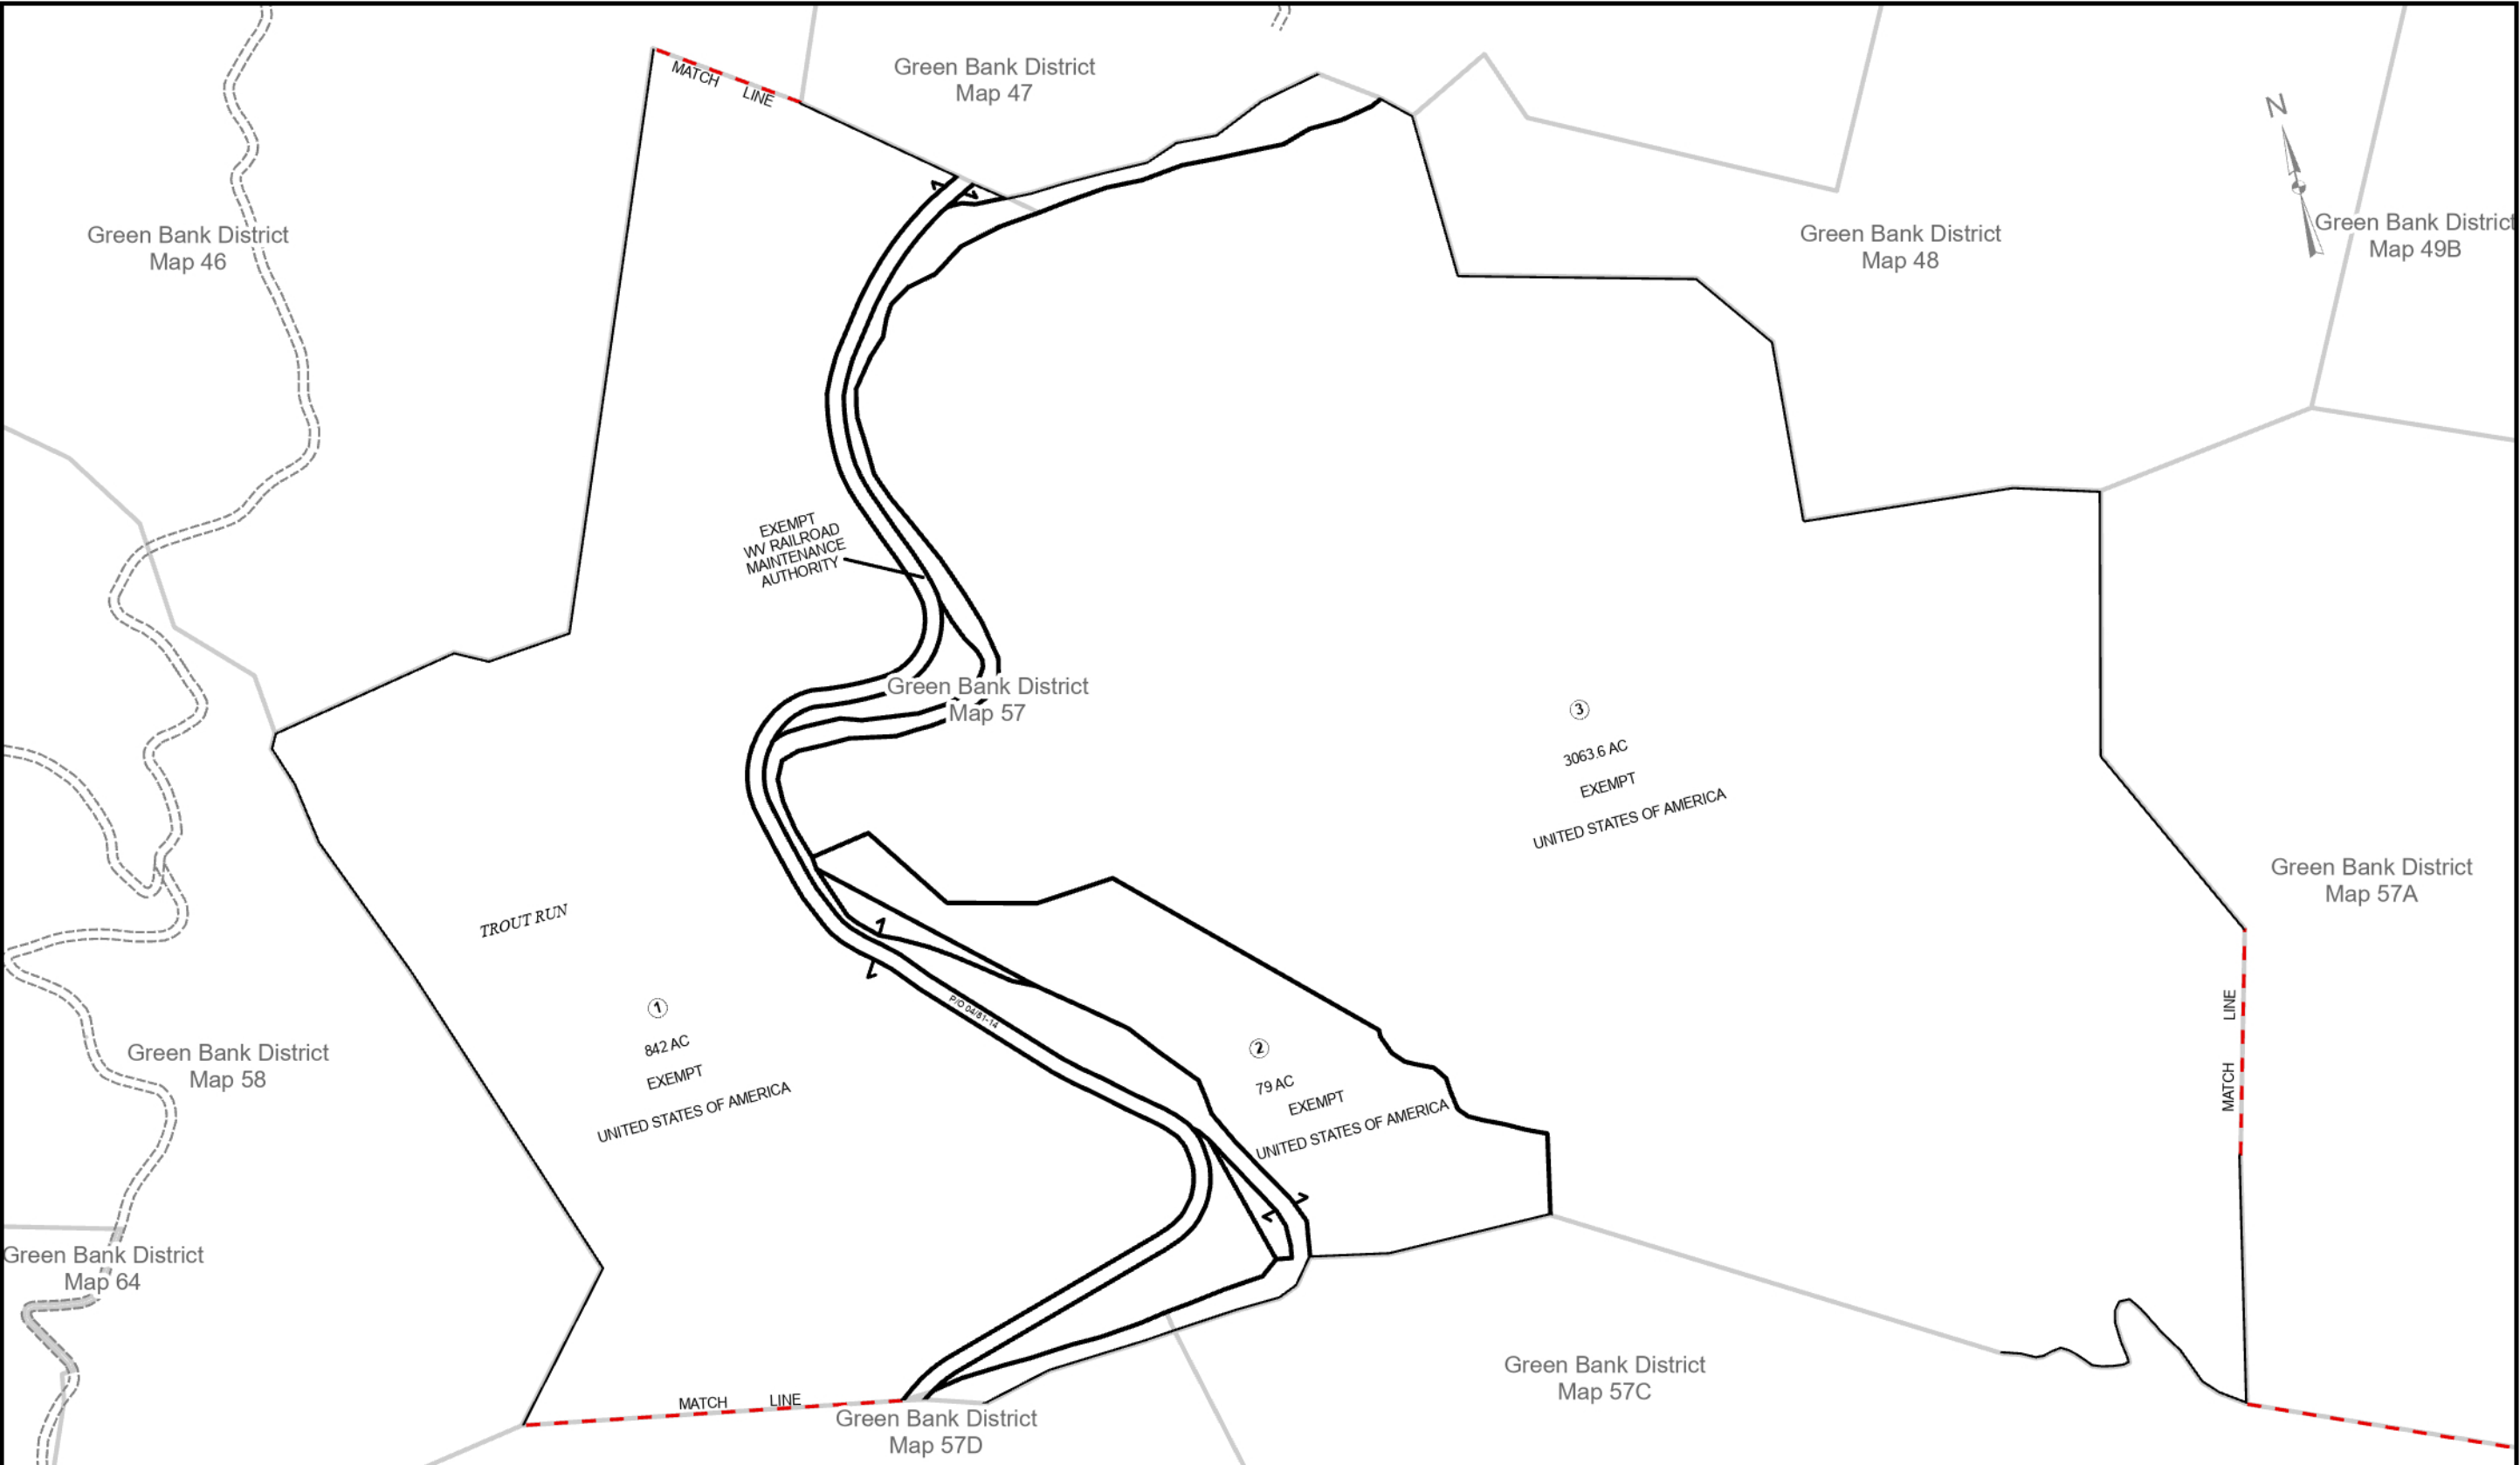 MATCH LINE
Green Bank District
Map 47
N
Green Bank District
Map 46
Green Bank District
Map 48
Green Bank District
Map 49B
EXEMPT
WV RAILROAD
MAINTENANCE
AUTHORITY
Green Bank District
Map 57
3
3063.6 AC
EXEMPT
UNITED STATES OF AMERICA
Green Bank District
Map 57A
TROUT RUN
1
842 AC
EXEMPT
UNITED STATES OF AMERICA
P/O 04/81-14
2
79 AC
EXEMPT
UNITED STATES OF AMERICA
MATCH LINE
Green Bank District
Map 58
Green Bank District
Map 64
Green Bank District
Map 57C
MATCH LINE
Green Bank District
Map 57D